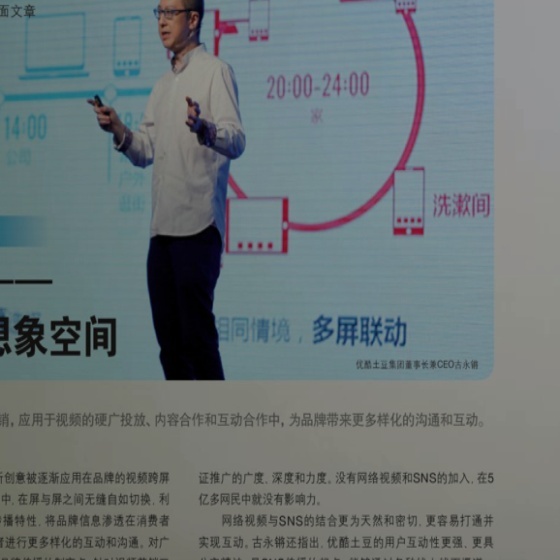 面文章
20:00-24:00
家
14:00
公司
户外
逛街
洗漱间
相同情境，多屏联动
想象空间
优酷土豆集团董事长兼CEO古永锵
销，应用于视频的硬广投放、内容合作和互动合作中，为品牌带来更多样化的沟通和互动。
创意被逐渐应用在品牌的视频跨屏
中，在屏与屏之间无缝自如切换，利
播特性，将品牌信息渗透在消费者
进行更多样化的互动和沟通。对广
证推广的广度、深度和力度。没有网络视频和SNS的加入，在5
亿多网民中就没有影响力。
网络视频与SNS的结合更为天然和密切，更容易打通并
实现互动。古永锵还指出，优酷土豆的用户互动性更强、更具